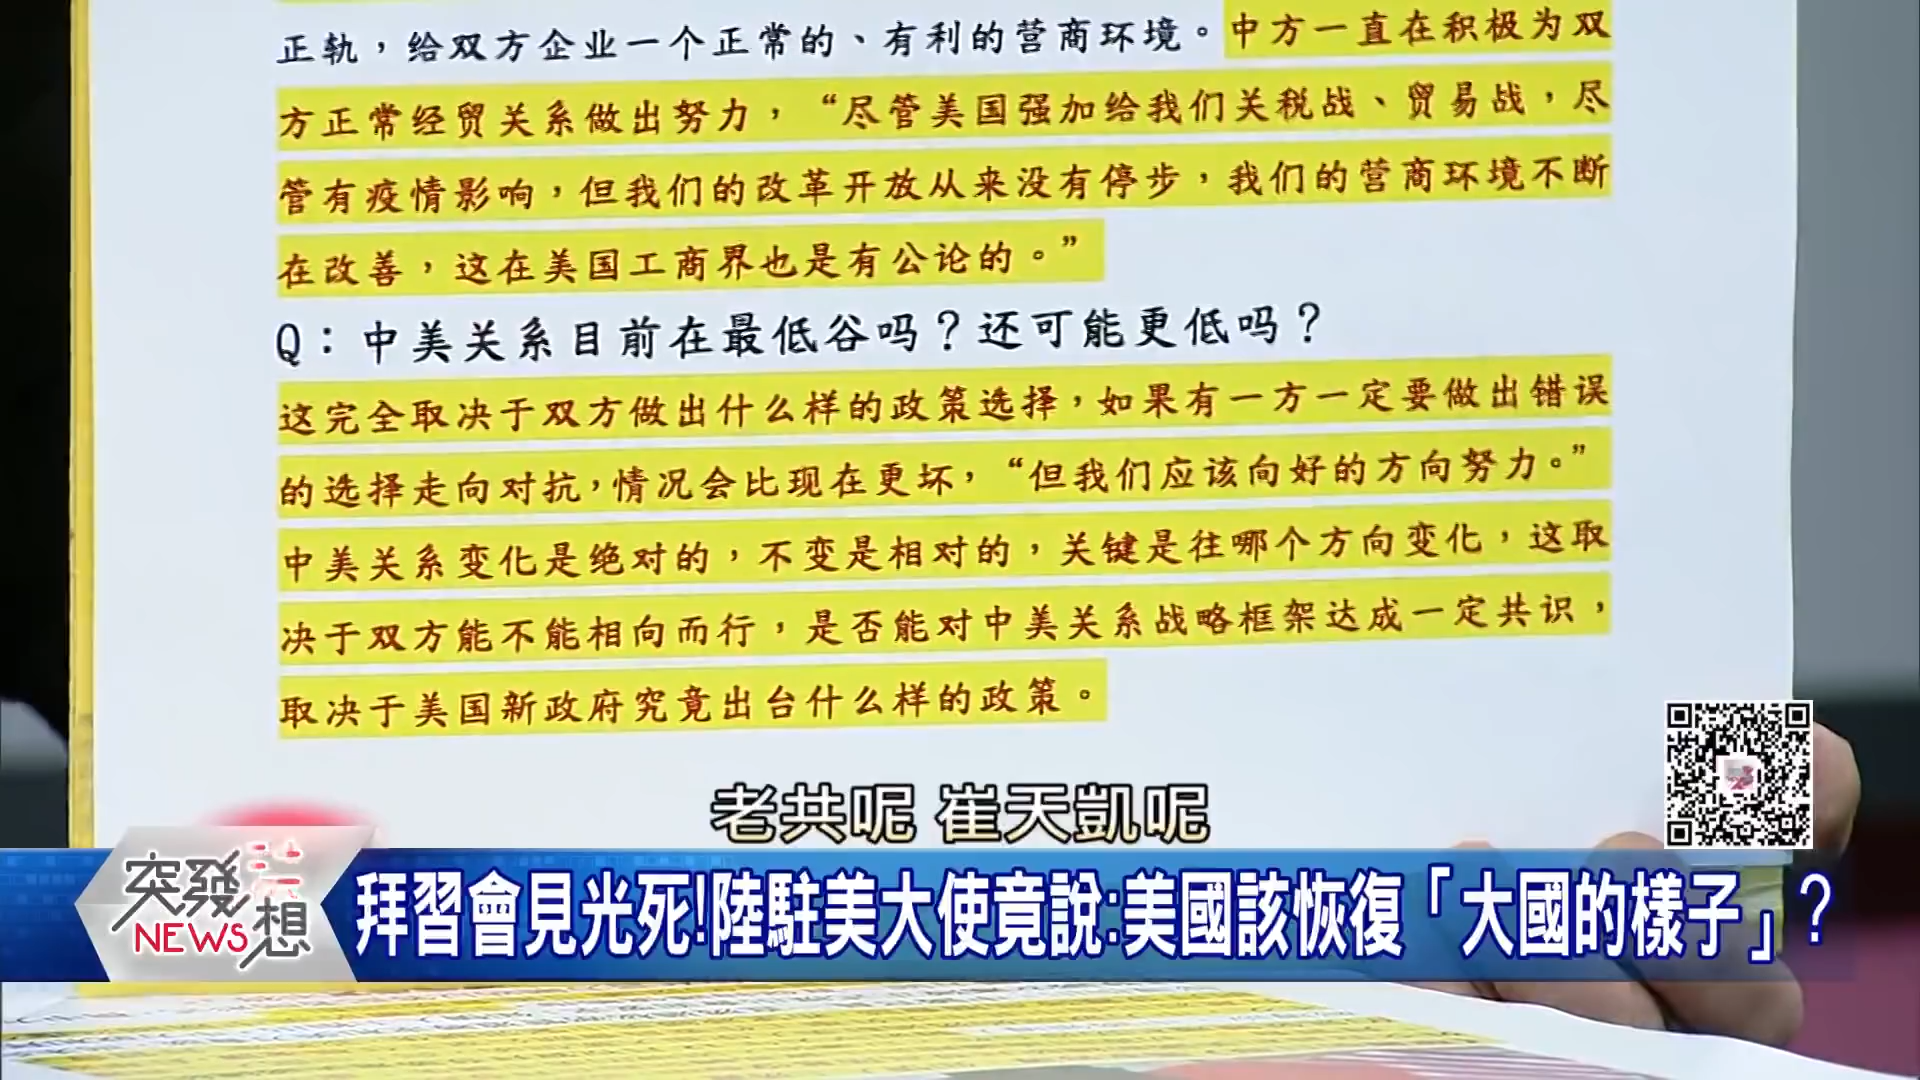 正轨，给双方企业一个正常的、有利的营商环境。中方一直在积极为双
方正常经贸关系做出努力，“尽管美国强加给我们关税战、贸易战，尽
管有疫情影响，但我们的改革开放从来没有停步，我们的营商环境不断
在改善，这在美国工商界也是有公论的。”
Q：中美关系目前在最低谷吗？还可能更低吗？
这完全取决于双方做出什么样的政策选择，如果有一方一定要做出错误
的选择走向对抗，情况会比现在更坏，“但我们应该向好的方向努力。”
中美关系变化是绝对的，不变是相对的，关键是往哪个方向变化，这取
决于双方能不能相向而行，是否能对中美关系战略框架达成一定共识，
取决于美国新政府究竟出台什么样的政策。
老共呢 崔天凱呢
突發
NEWS 想
拜習會見光死!陸駐美大使竟說:美國該恢復「大國的樣子」?